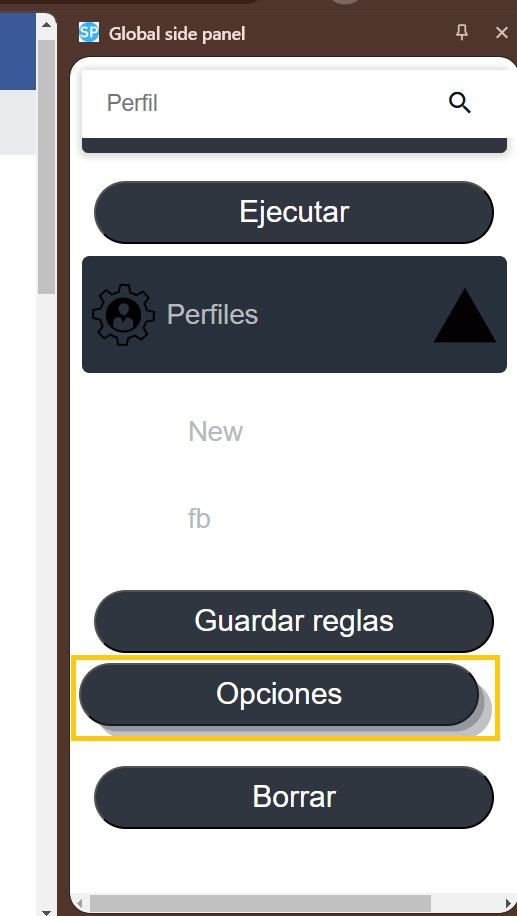 SP Global side panel
Perfil
Ejecutar
Perfiles
New
fb
Guardar reglas
Opciones
Borrar